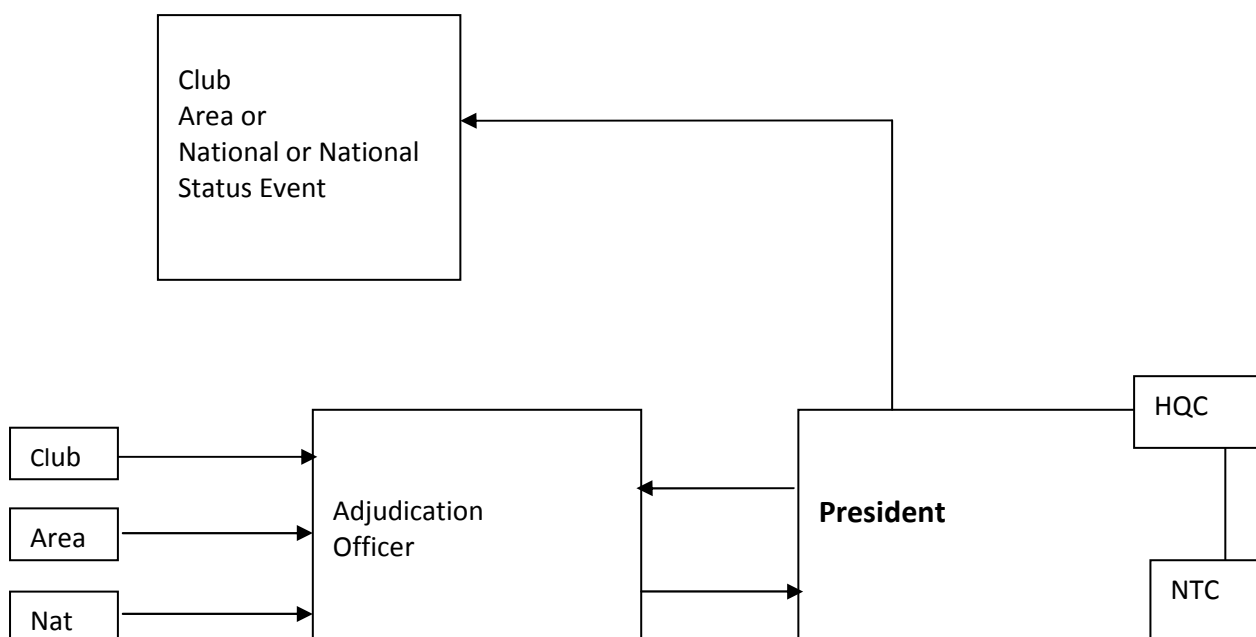 Club
Area or
National or National
Status Event
HQC
Club
Area
Nat
Adjudication
Officer
President
NTC